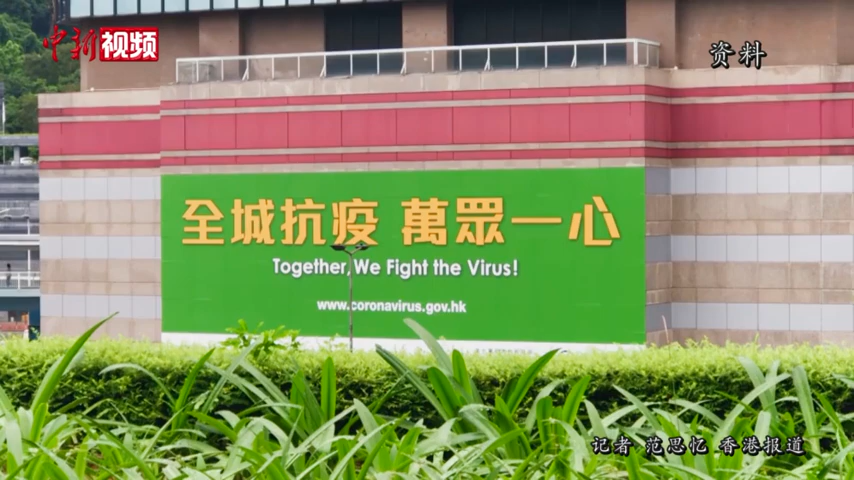 中新视频
资料
全城抗疫 萬眾一心
Together, We Fight the Virus!
www.coronavirus.gov.hk
记者 范思忆 香港报道